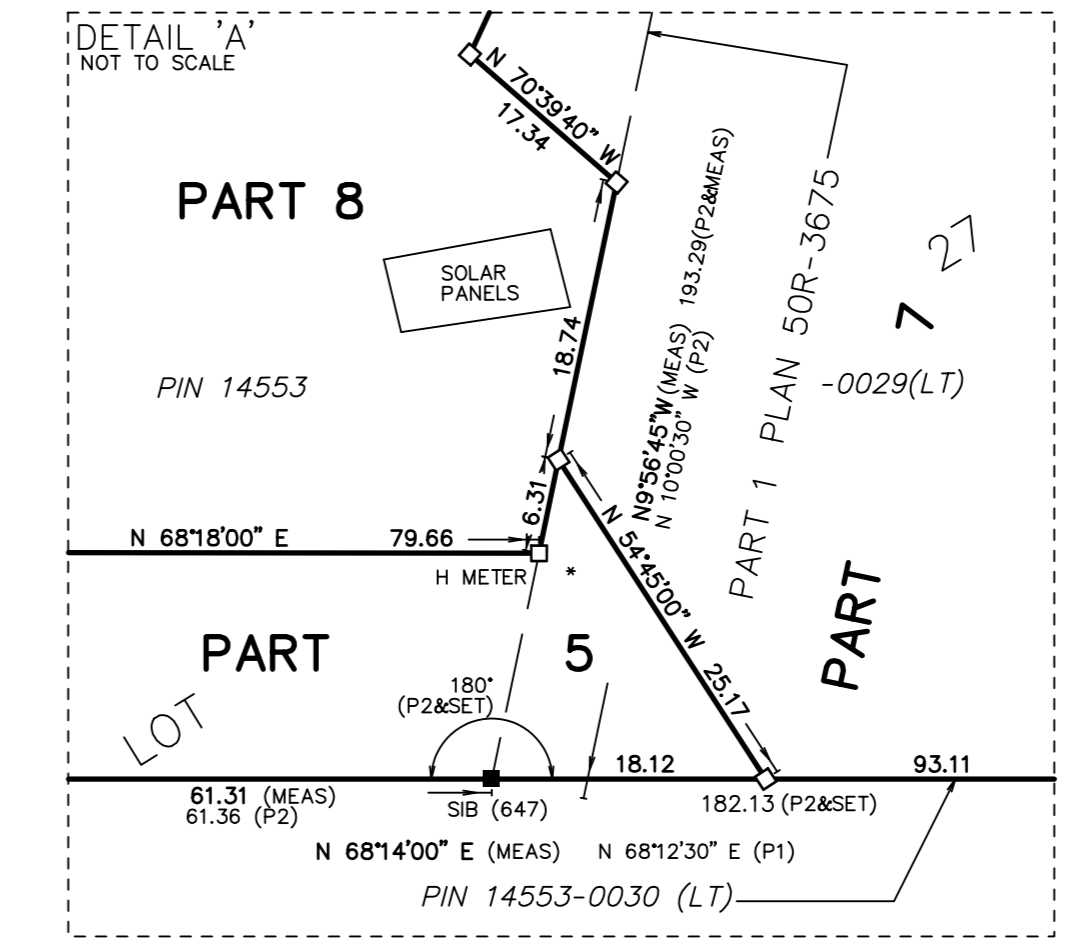 DETAIL 'A'
NOT TO SCALE
N 70°39'40" W
17.34
PART 8
SOLAR
PANELS
18.74
N9°56'45"W (MEAS) 193.29(P2&MEAS)
N 10°00'30" W (P2)
PART 1 PLAN 50R-3675
27
7
PIN 14553
-0029(LT)
6.31
N 68°18'00" E
79.66
H METER
*
N 54°45'00" W 25.17
PART
PART
5
180°
(P2&SET)
LOT
18.12
93.11
61.31 (MEAS)
61.36 (P2)
SIB (647)
182.13 (P2&SET)
N 68°14'00" E (MEAS)
N 68°12'30" E (P1)
PIN 14553-0030 (LT)